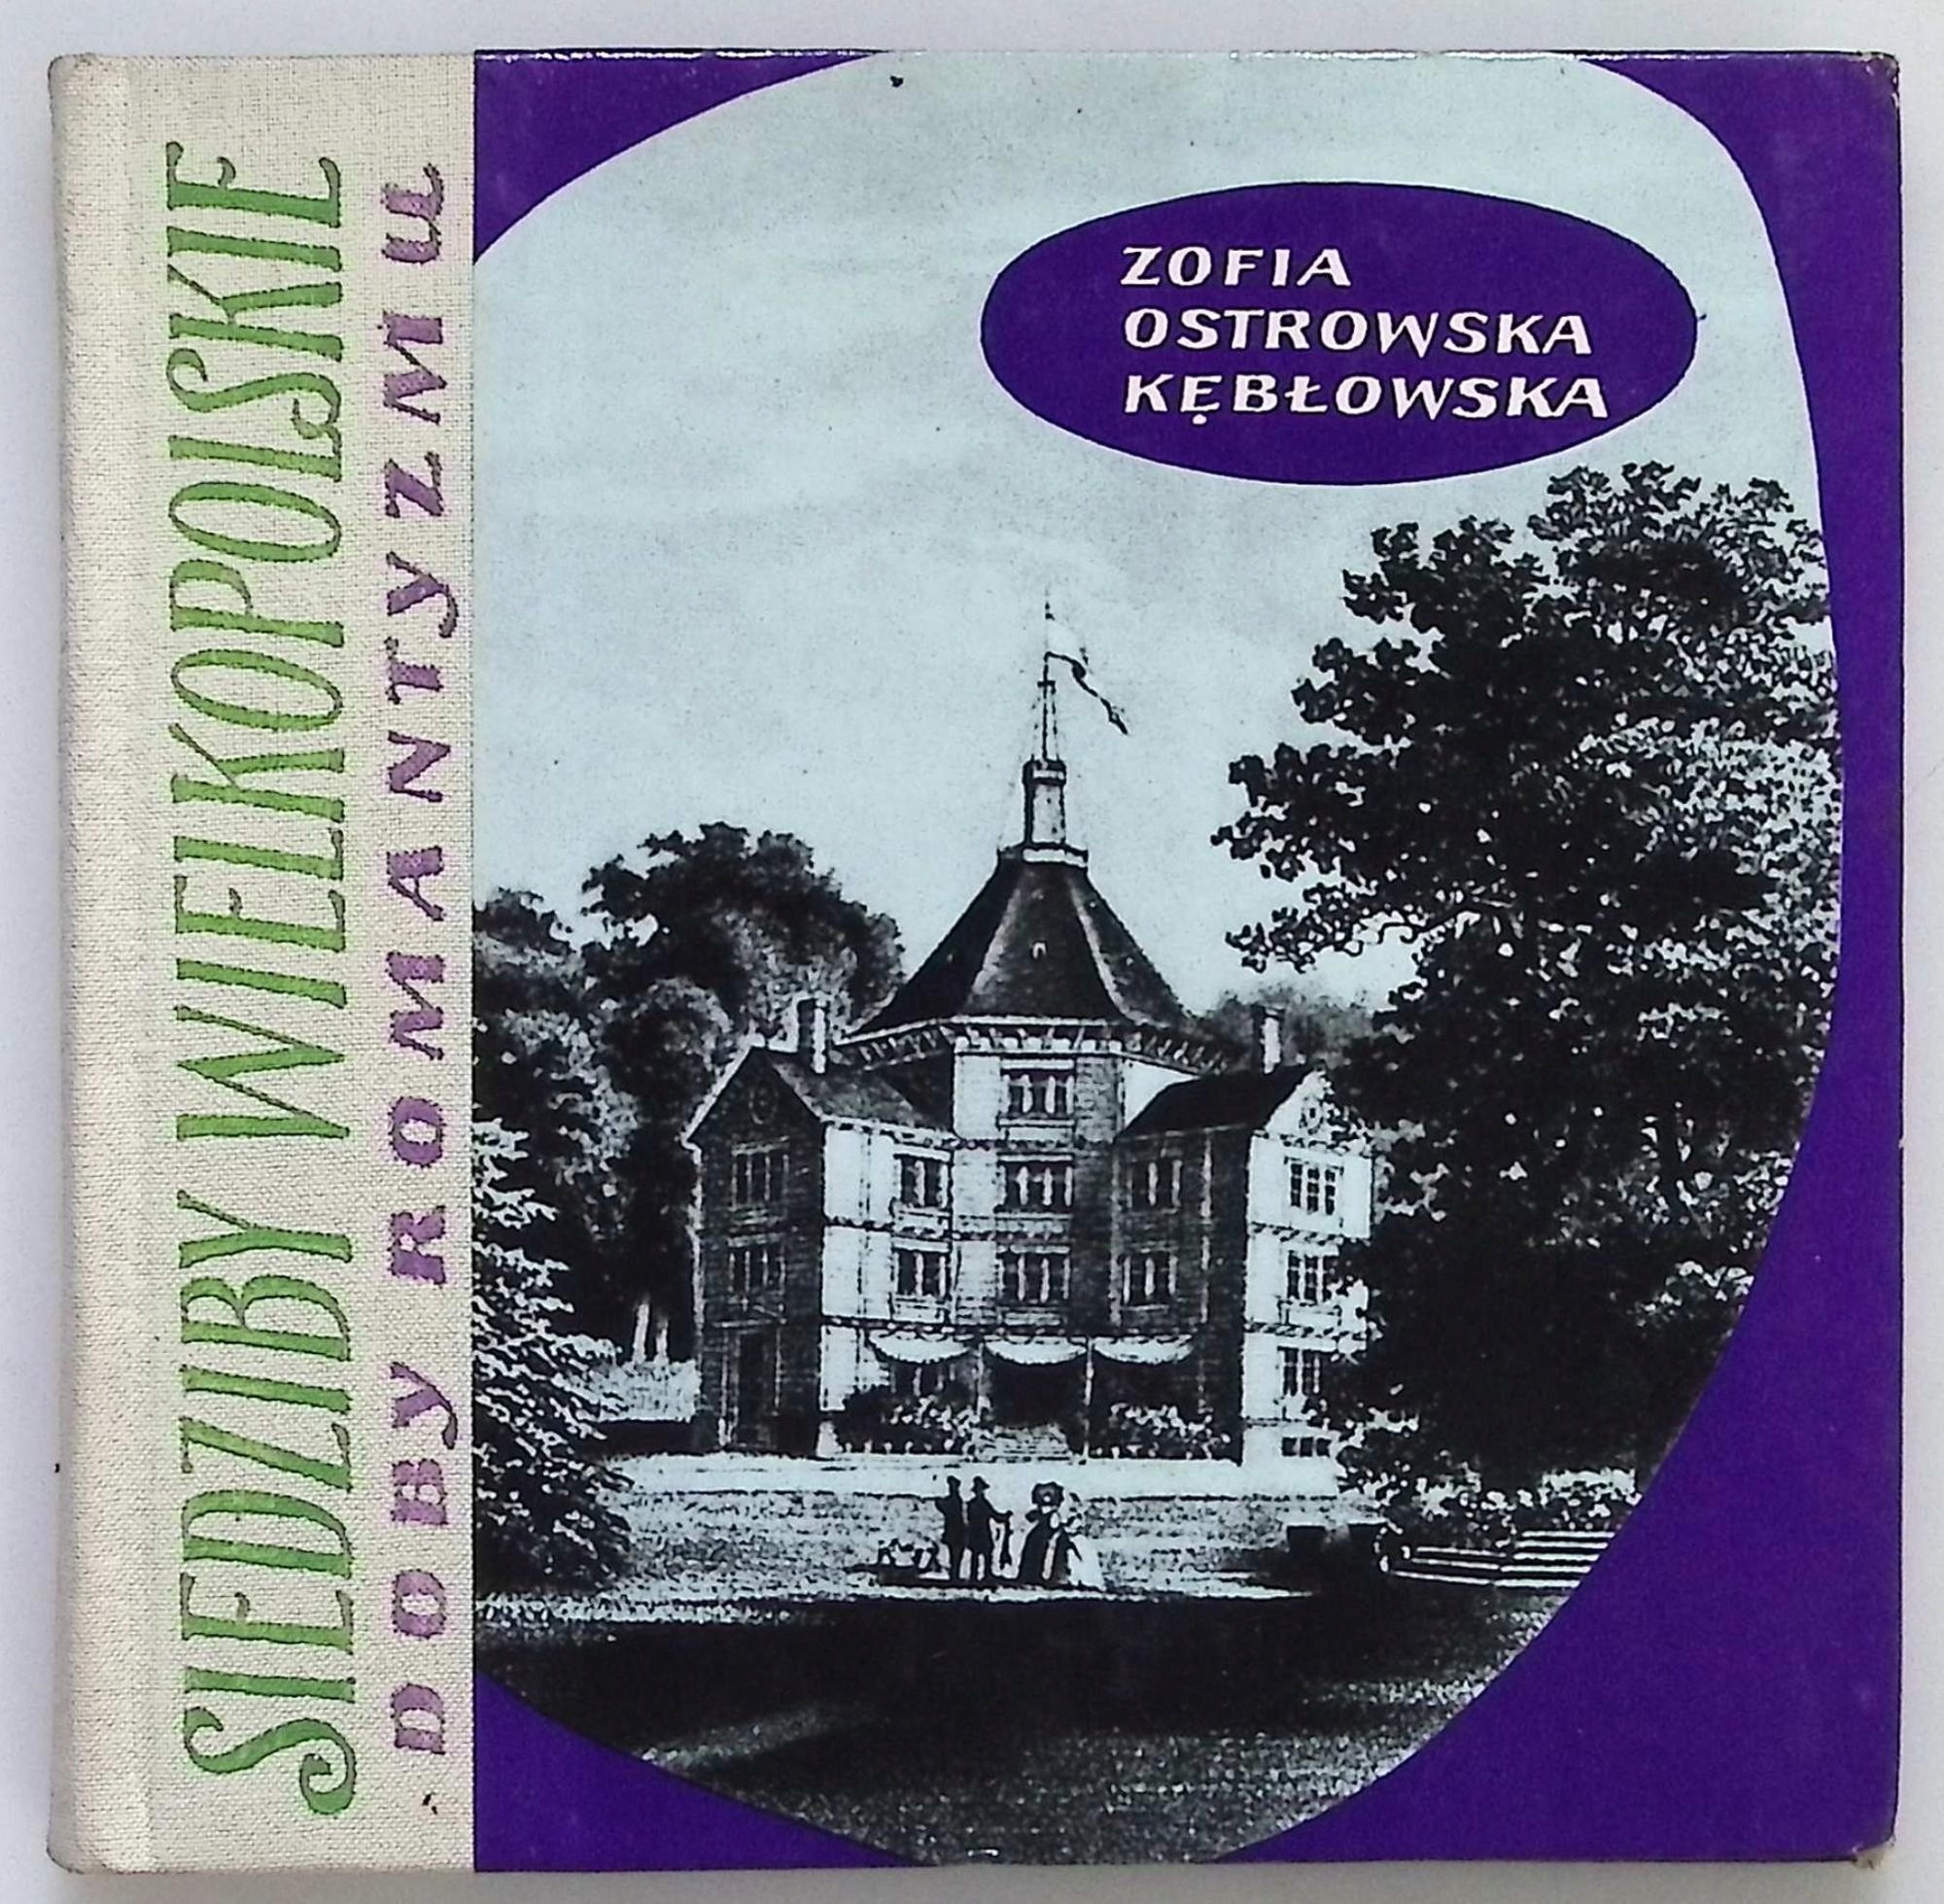 SIEDZIBY WIELKOPOLSKIE
DOBY ROMANTYZMU
ZOFIA
OSTROWSKA
KĘBŁOWSKA